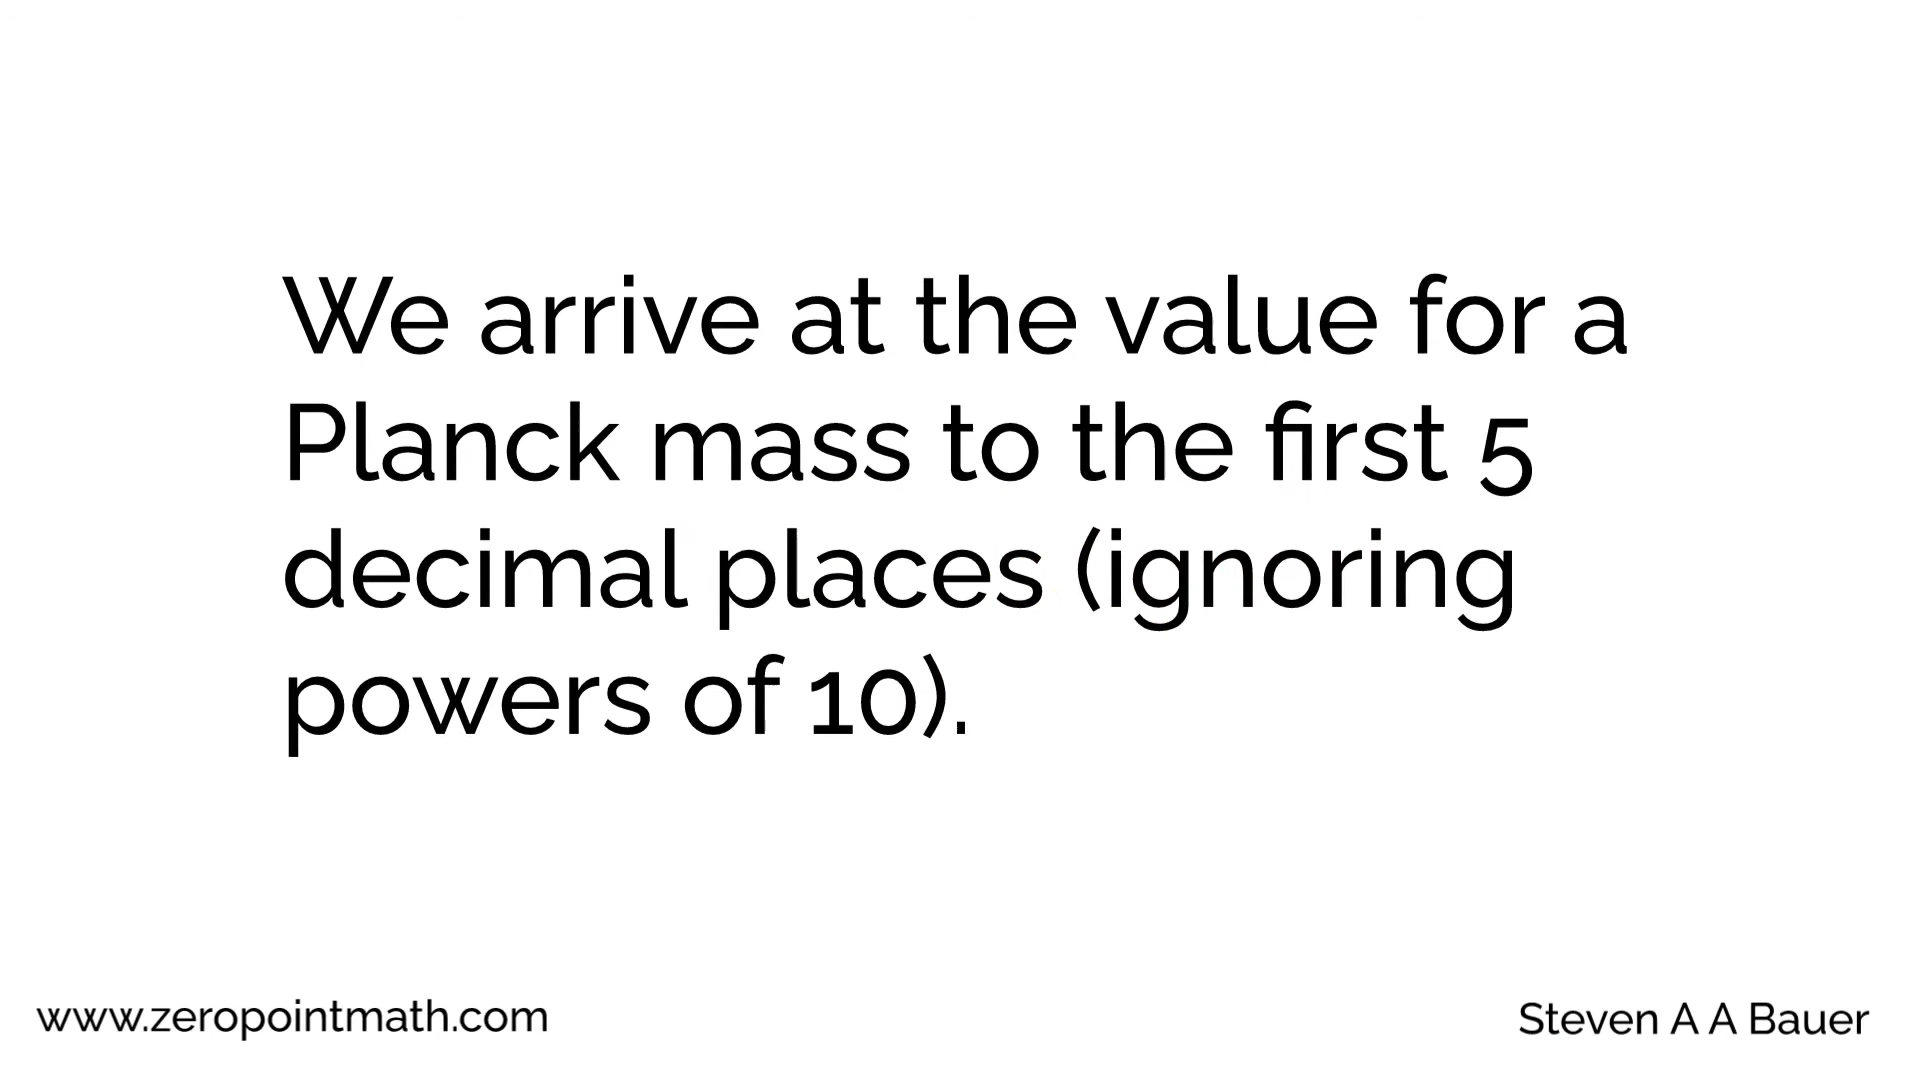 We arrive at the value for a
Planck mass to the first 5
decimal places (ignoring
powers of 10).
www.zeropointmath.com
Steven A A Bauer